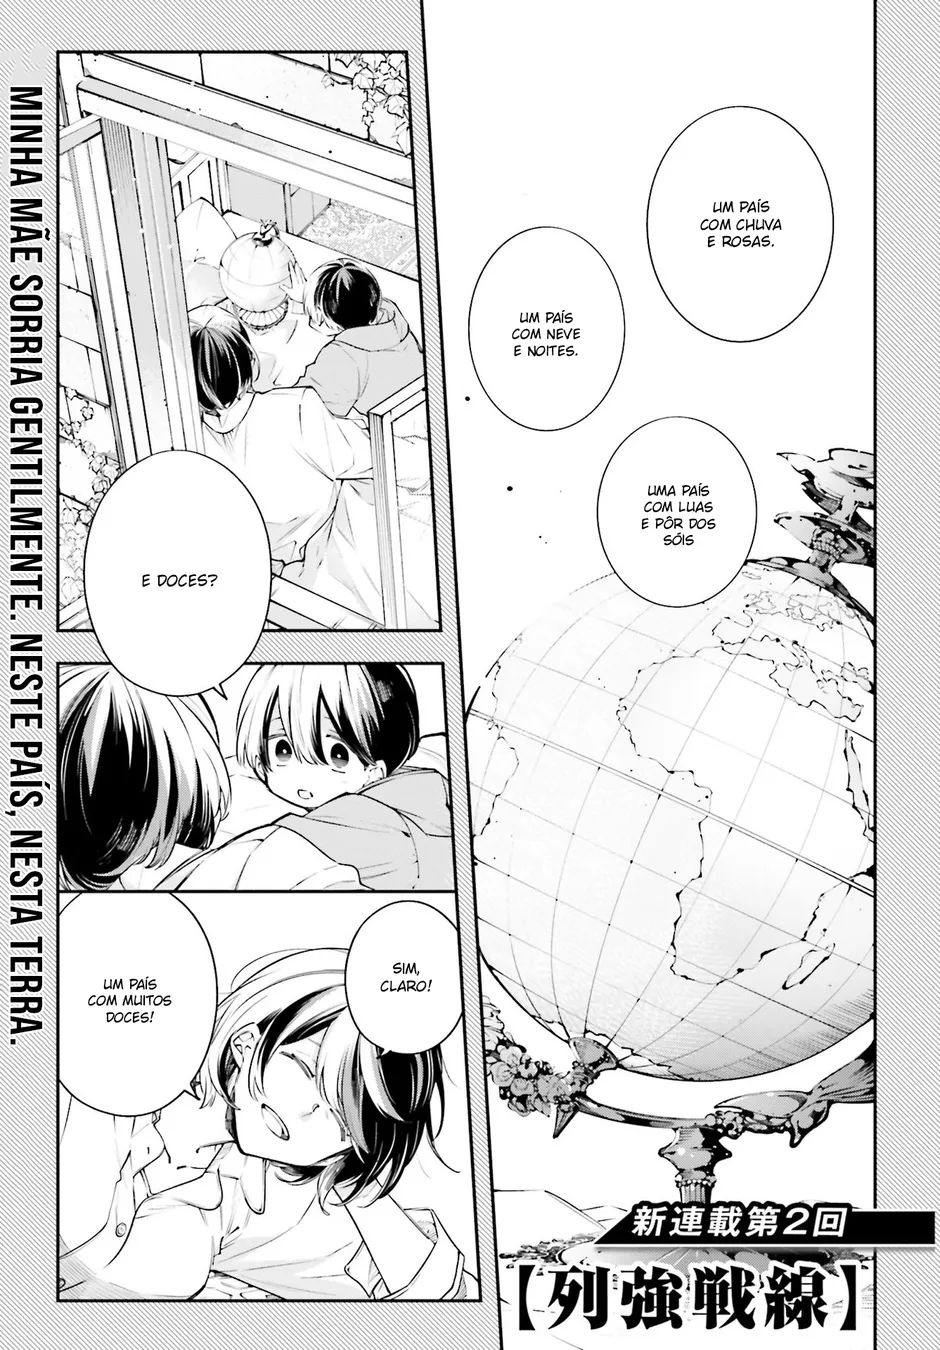 UM PAÍS
COM CHUVA
E ROSAS.
UM PAÍS
COM NEVE
E NOITES.
UMA PAÍS
COM LUAS
E PÔR DOS
SÓIS
E DOCES?
SIM,
CLARO!
UM PAÍS
COM MUITOS
DOCES!
MINHA MÃE SORRIA GENTILMENTE. NESTE PAÍS, NESTA TERRA.
新連載第2回
【列強戦線】